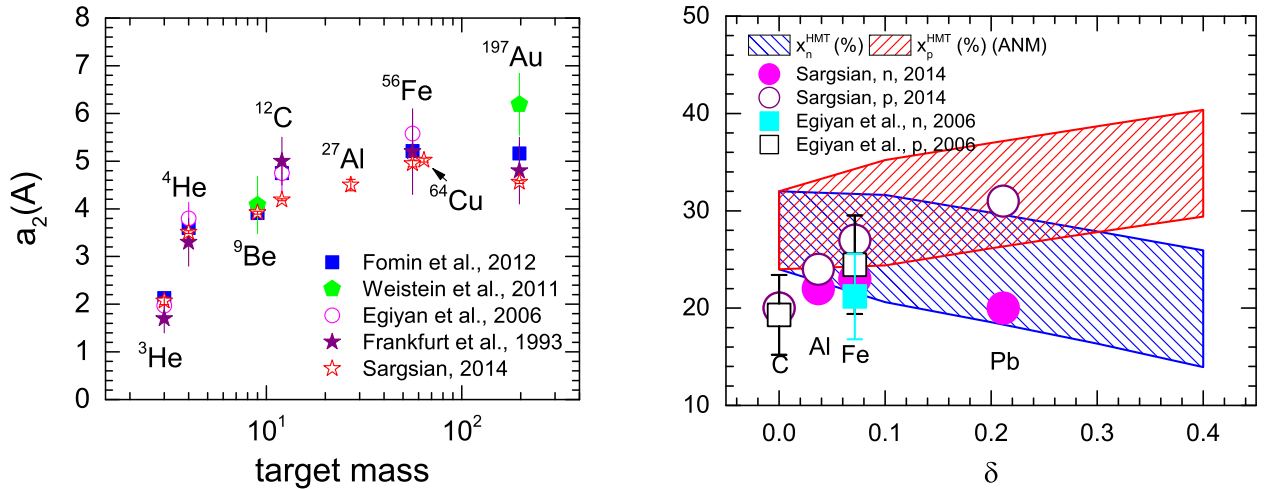 8
7
6
5
4
3
2
1
0
a₂(A)
³He
⁴He
⁹Be
¹²C
²⁷Al
⁵⁶Fe
⁶⁴Cu
¹⁹⁷Au
Fomin et al., 2012
Weistein et al., 2011
Egiyan et al., 2006
Frankfurt et al., 1993
Sargsian, 2014
10¹ 10²
target mass
50
40
30
20
10
xₙᴴᴹᵀ (%) xₚᴴᴹᵀ (%) (ANM)
Sargsian, n, 2014
Sargsian, p, 2014
Egiyan et al., n, 2006
Egiyan et al., p, 2006
C
Al
Fe
Pb
0.0 0.1 0.2 0.3 0.4
δ